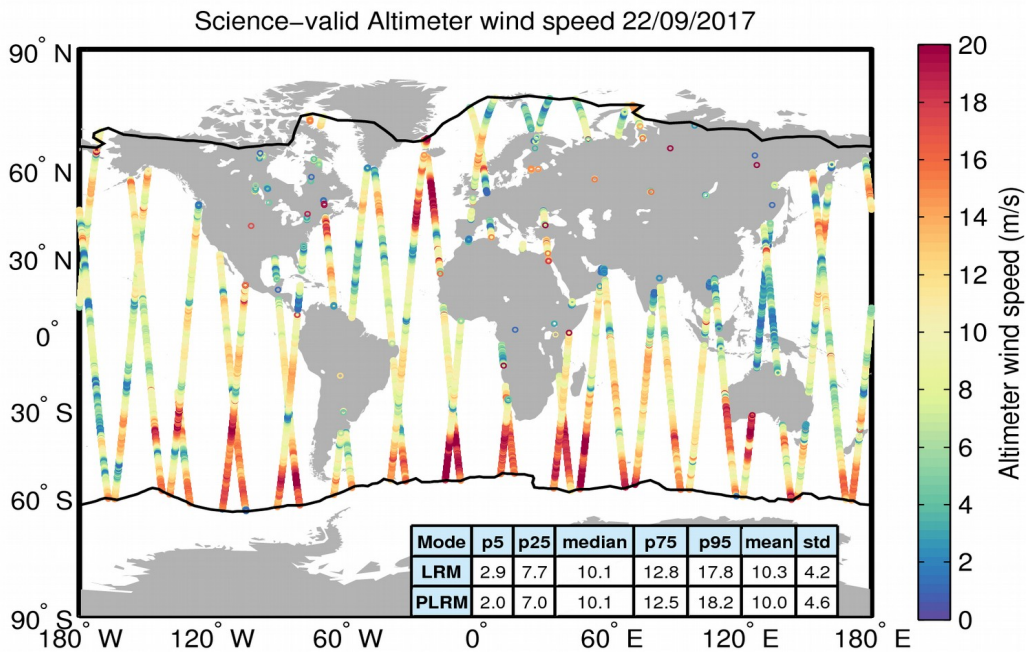 Science−valid Altimeter wind speed 22/09/2017
90° N
60° N
30° N
0°
30° S
60° S
90° S
180° W
120° W
60° W
0°
60° E
120° E
180° E
Mode p5 p25 median p75 p95 mean std
LRM 2.9 7.7 10.1 12.8 17.8 10.3 4.2
PLRM 2.0 7.0 10.1 12.5 18.2 10.0 4.6
20
18
16
14
12
10
8
6
4
2
0
Altimeter wind speed (m/s)